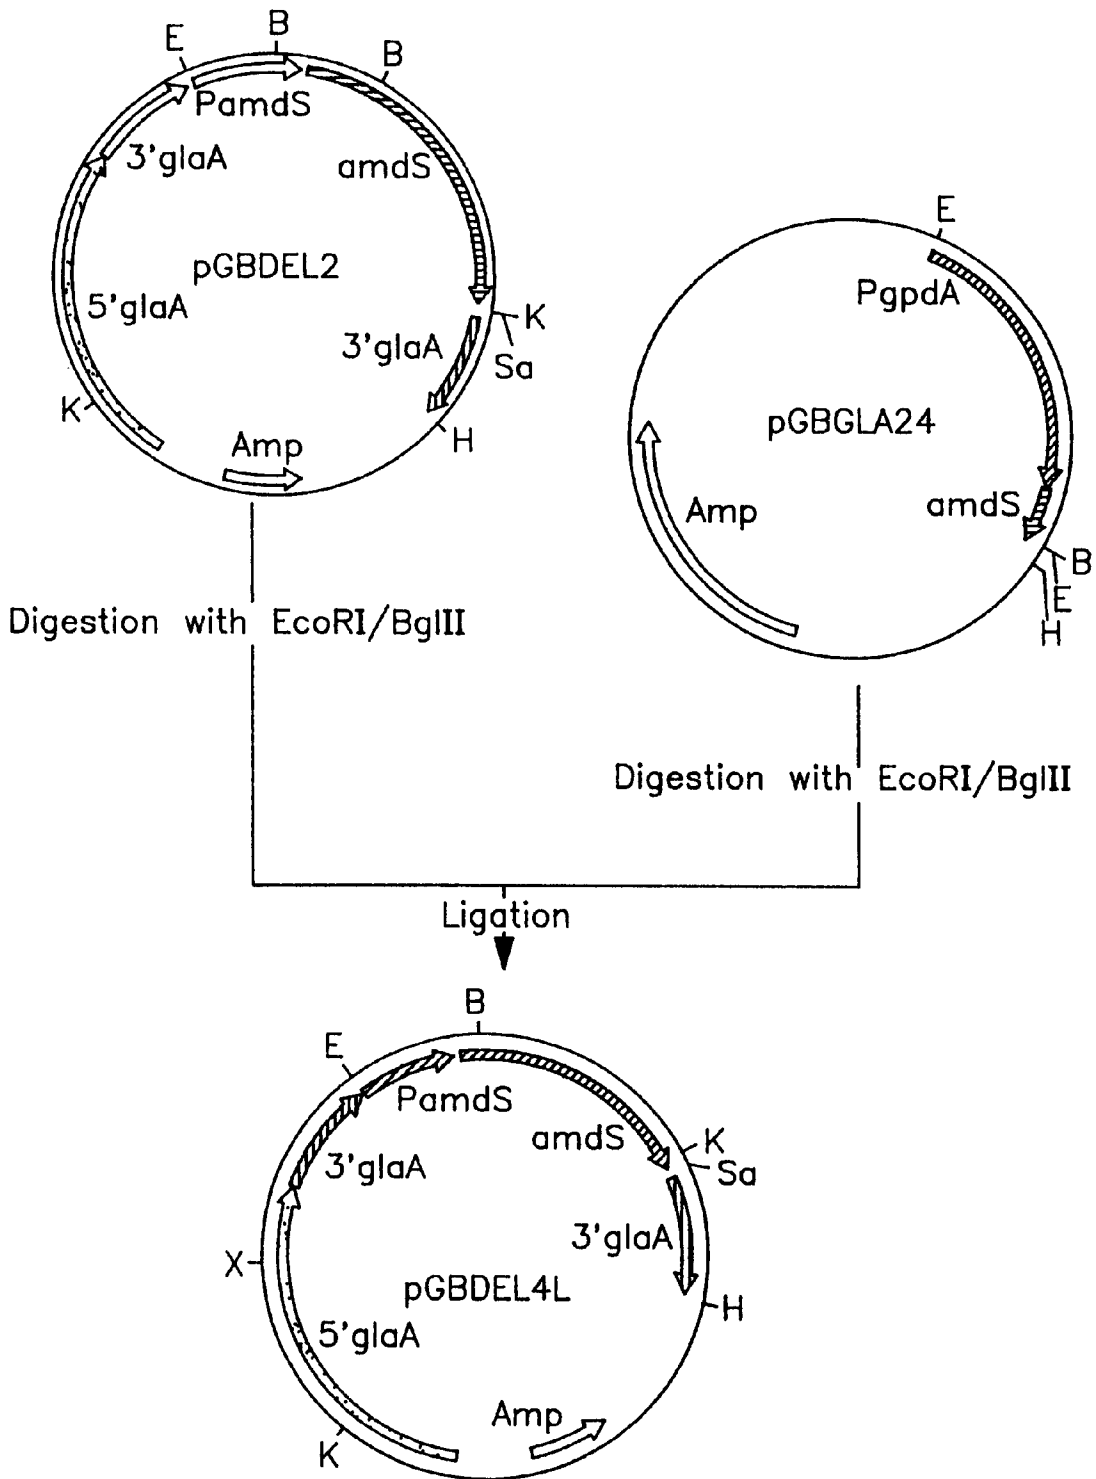 B
E
B
PamdS
3'glaA
amdS
pGBDEL2
5'glaA
3'glaA
K
Sa
K
H
Amp
E
PgpdA
pGBGLA24
amdS
Amp
B
E
H
Digestion with EcoRI/BglII
Digestion with EcoRI/BglII
Ligation
B
E
PamdS
amdS
K
Sa
3'glaA
3'glaA
X
pGBDEL4L
H
5'glaA
Amp
K